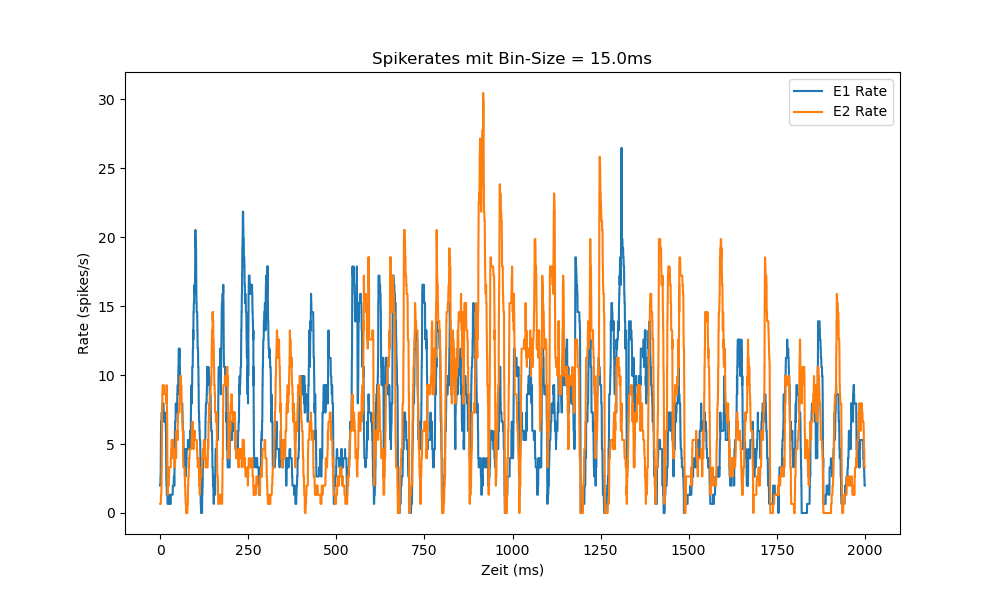 Spikerates mit Bin-Size = 15.0ms
E1 Rate
E2 Rate
Rate (spikes/s)
30
25
20
15
10
5
0
0 250 500 750 1000 1250 1500 1750 2000
Zeit (ms)